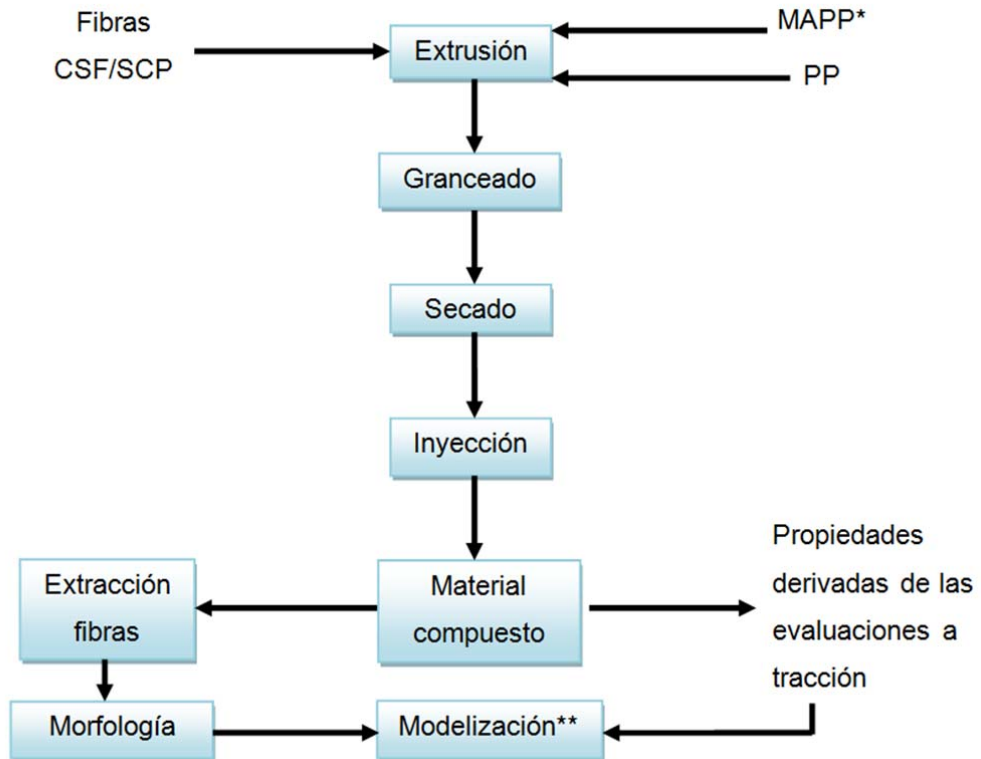 Fibras
CSF/SCP
Extrusión
MAPP*
PP
Granceado
Secado
Inyección
Material
compuesto
Extracción
fibras
Propiedades
derivadas de las
evaluaciones a
tracción
Morfología
Modelización**